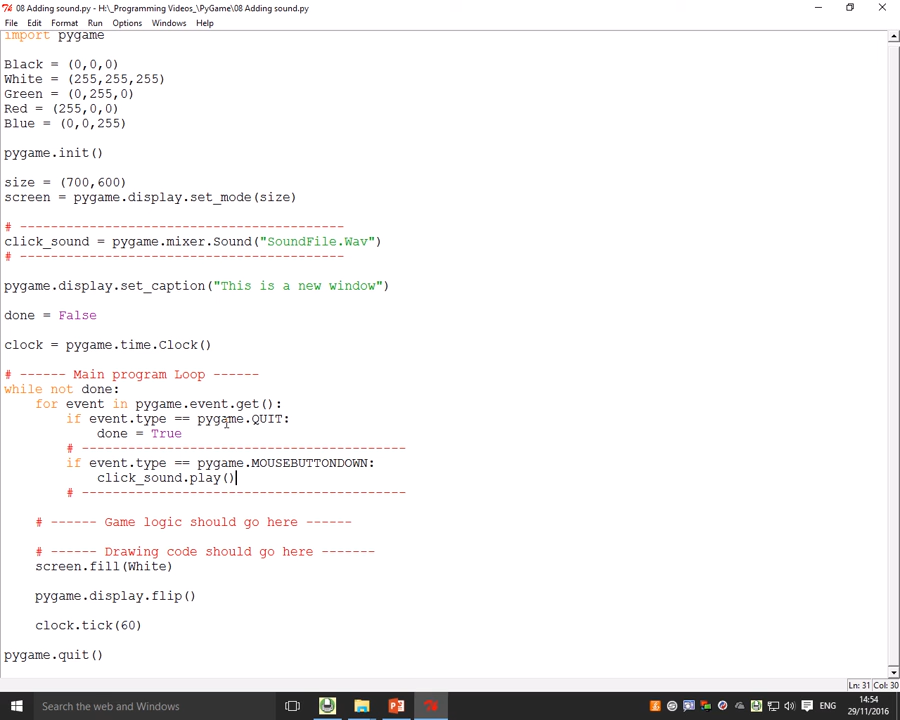 08 Adding sound.py - H:\_Programming Videos\_PyGame\08 Adding sound.py
File Edit Format Run Options Windows Help
import pygame
Black = (0,0,0)
White = (255,255,255)
Green = (0,255,0)
Red = (255,0,0)
Blue = (0,0,255)
pygame.init()
size = (700,600)
screen = pygame.display.set_mode(size)
# ------------------------------------------
click_sound = pygame.mixer.Sound("SoundFile.Wav")
# ------------------------------------------
pygame.display.set_caption("This is a new window")
done = False
clock = pygame.time.Clock()
# ------ Main program Loop ------
while not done:
    for event in pygame.event.get():
        if event.type == pygame.QUIT:
            done = True
        # ------------------------------------------
        if event.type == pygame.MOUSEBUTTONDOWN:
            click_sound.play()
        # ------------------------------------------
    # ------ Game logic should go here ------
    # ------ Drawing code should go here -------
    screen.fill(White)
    pygame.display.flip()
    clock.tick(60)
pygame.quit()
Ln: 31 Col: 30
Search the web and Windows
ENG
14:54
29/11/2016